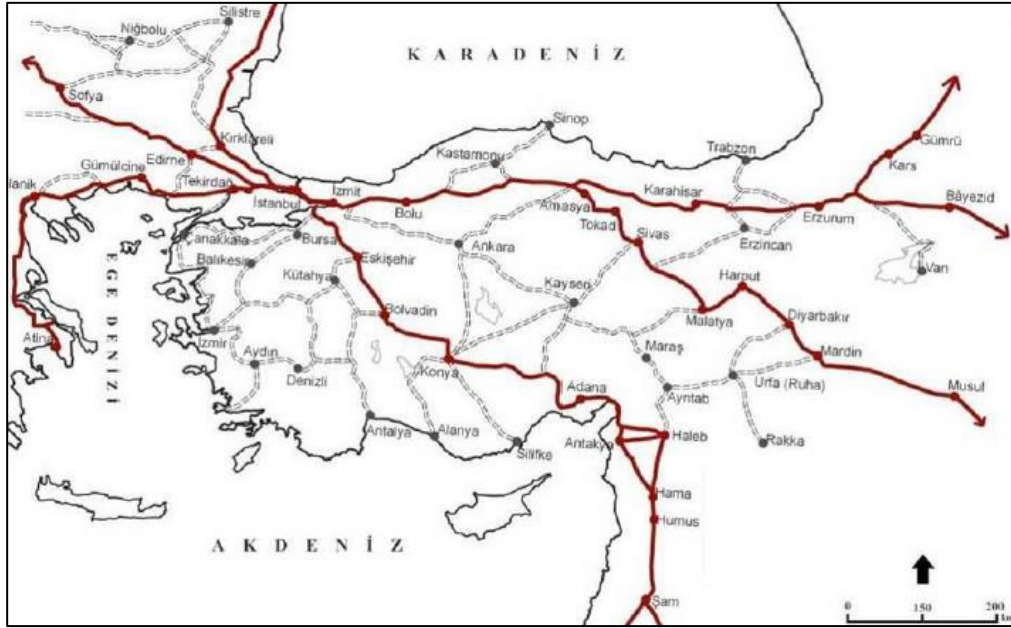 Silistre
Niğbolu
KARADENİZ
Sofya
Kırklareli
Sinop
Gümrü
Edirne
Kastamonu
Trabzon
Kars
Gümülcine
Tekirdağ
İzmit
Karahisar
Bâyezid
lanik
İstanbul
Bolu
Amasya
Erzurum
Tokad
Çanakkale
Bursa
Ankara
Sivas
Erzincan
Balıkesir
Eskişehir
Van
Kütahya
Kayseri
Harput
EGE DENİZİ
Bolvadin
Malatya
Diyarbakır
Atina
İzmir
Maraş
Mardin
Aydın
Konya
Denizli
Adana
Urfa (Ruha)
Musul
Ayntab
Antalya
Alanya
Silifke
Antakya
Haleb
Rakka
Hama
Humus
AKDENİZ
Şam
0 150 200
km